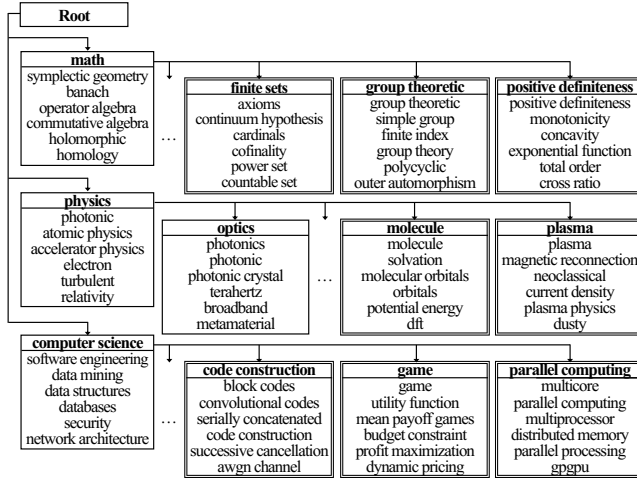 Root
math
symplectic geometry
banach
operator algebra
commutative algebra
holomorphic
homology
...
finite sets
axioms
continuum hypothesis
cardinals
cofinality
power set
countable set
group theoretic
group theoretic
simple group
finite index
group theory
polycyclic
outer automorphism
positive definiteness
positive definiteness
monotonicity
concavity
exponential function
total order
cross ratio
physics
photonic
atomic physics
accelerator physics
electron
turbulent
relativity
optics
photonics
photonic
photonic crystal
terahertz
broadband
metamaterial
...
molecule
molecule
solvation
molecular orbitals
orbitals
potential energy
dft
plasma
plasma
magnetic reconnection
neoclassical
current density
plasma physics
dusty
computer science
software engineering
data mining
data structures
databases
security
network architecture
...
code construction
block codes
convolutional codes
serially concatenated
code construction
successive cancellation
awgn channel
game
game
utility function
mean payoff games
budget constraint
profit maximization
dynamic pricing
parallel computing
multicore
parallel computing
multiprocessor
distributed memory
parallel processing
gpgpu